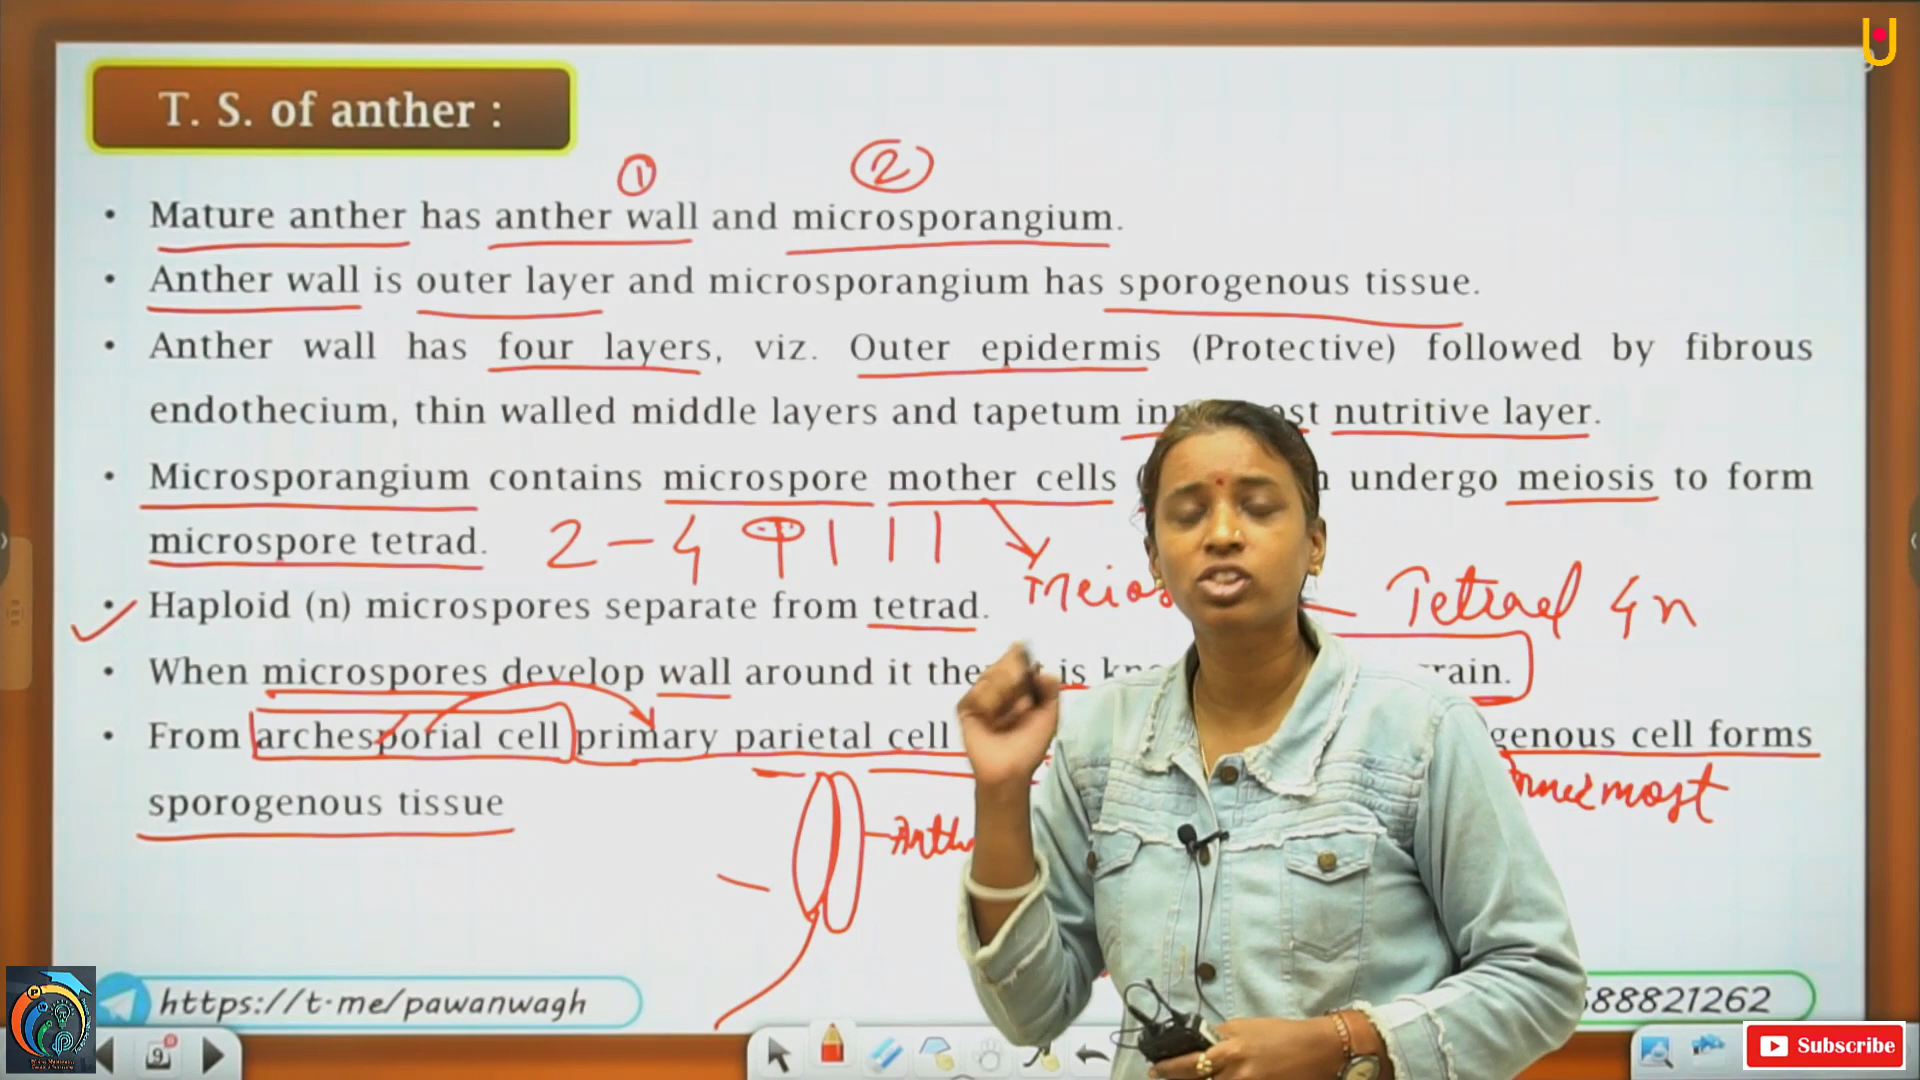 T. S. of anther :
① ②
• Mature anther has anther wall and microsporangium.
• Anther wall is outer layer and microsporangium has sporogenous tissue.
• Anther wall has four layers, viz. Outer epidermis (Protective) followed by fibrous
endothecium, thin walled middle layers and tapetum nutritive layer.
• Microsporangium contains microspore mother cells undergo meiosis to form
microspore tetrad. 2 – 4
• Haploid (n) microspores separate from tetrad. Tetrad 4n
• When microspores develop wall around it is
• From archesporial cell primary parietal cell cell forms
innermost
sporogenous tissue
https://t.me/pawanwagh
88821262
9
Subscribe